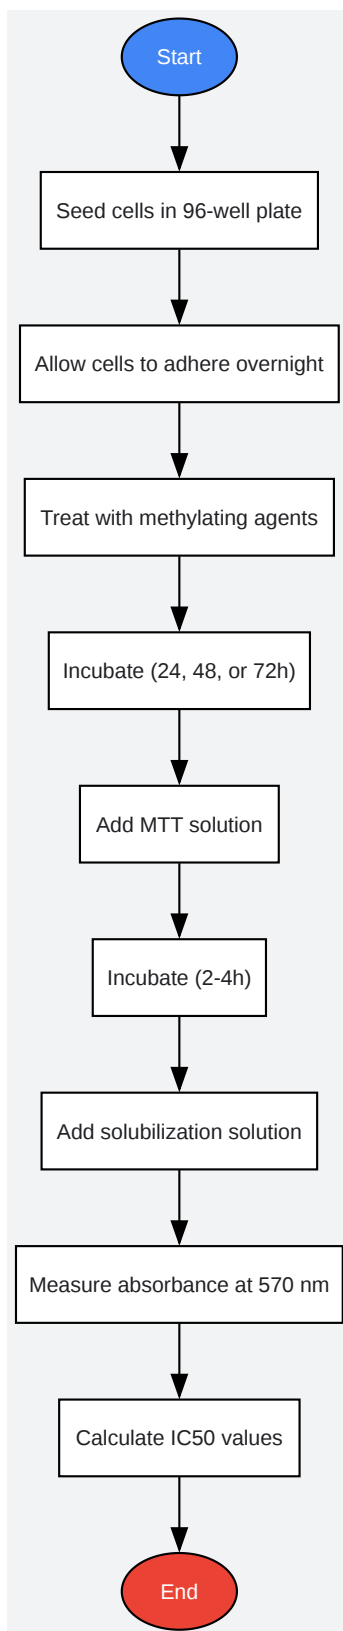 Start
Seed cells in 96-well plate
Allow cells to adhere overnight
Treat with methylating agents
Incubate (24, 48, or 72h)
Add MTT solution
Incubate (2-4h)
Add solubilization solution
Measure absorbance at 570 nm
Calculate IC50 values
End